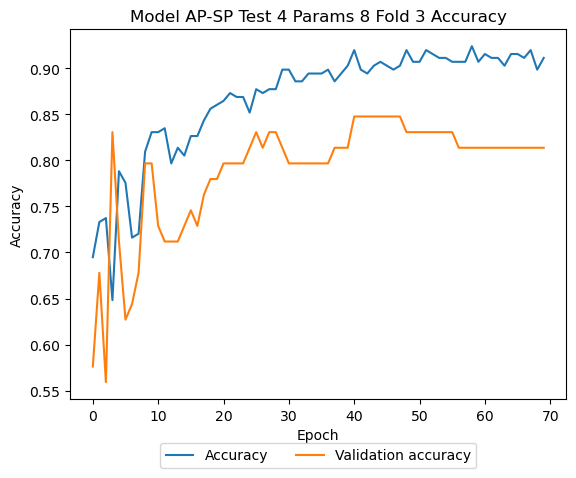 Model AP-SP Test 4 Params 8 Fold 3 Accuracy
Accuracy
0.90
0.85
0.80
0.75
0.70
0.65
0.60
0.55
0 10 20 30 40 50 60 70
Epoch
Accuracy Validation accuracy